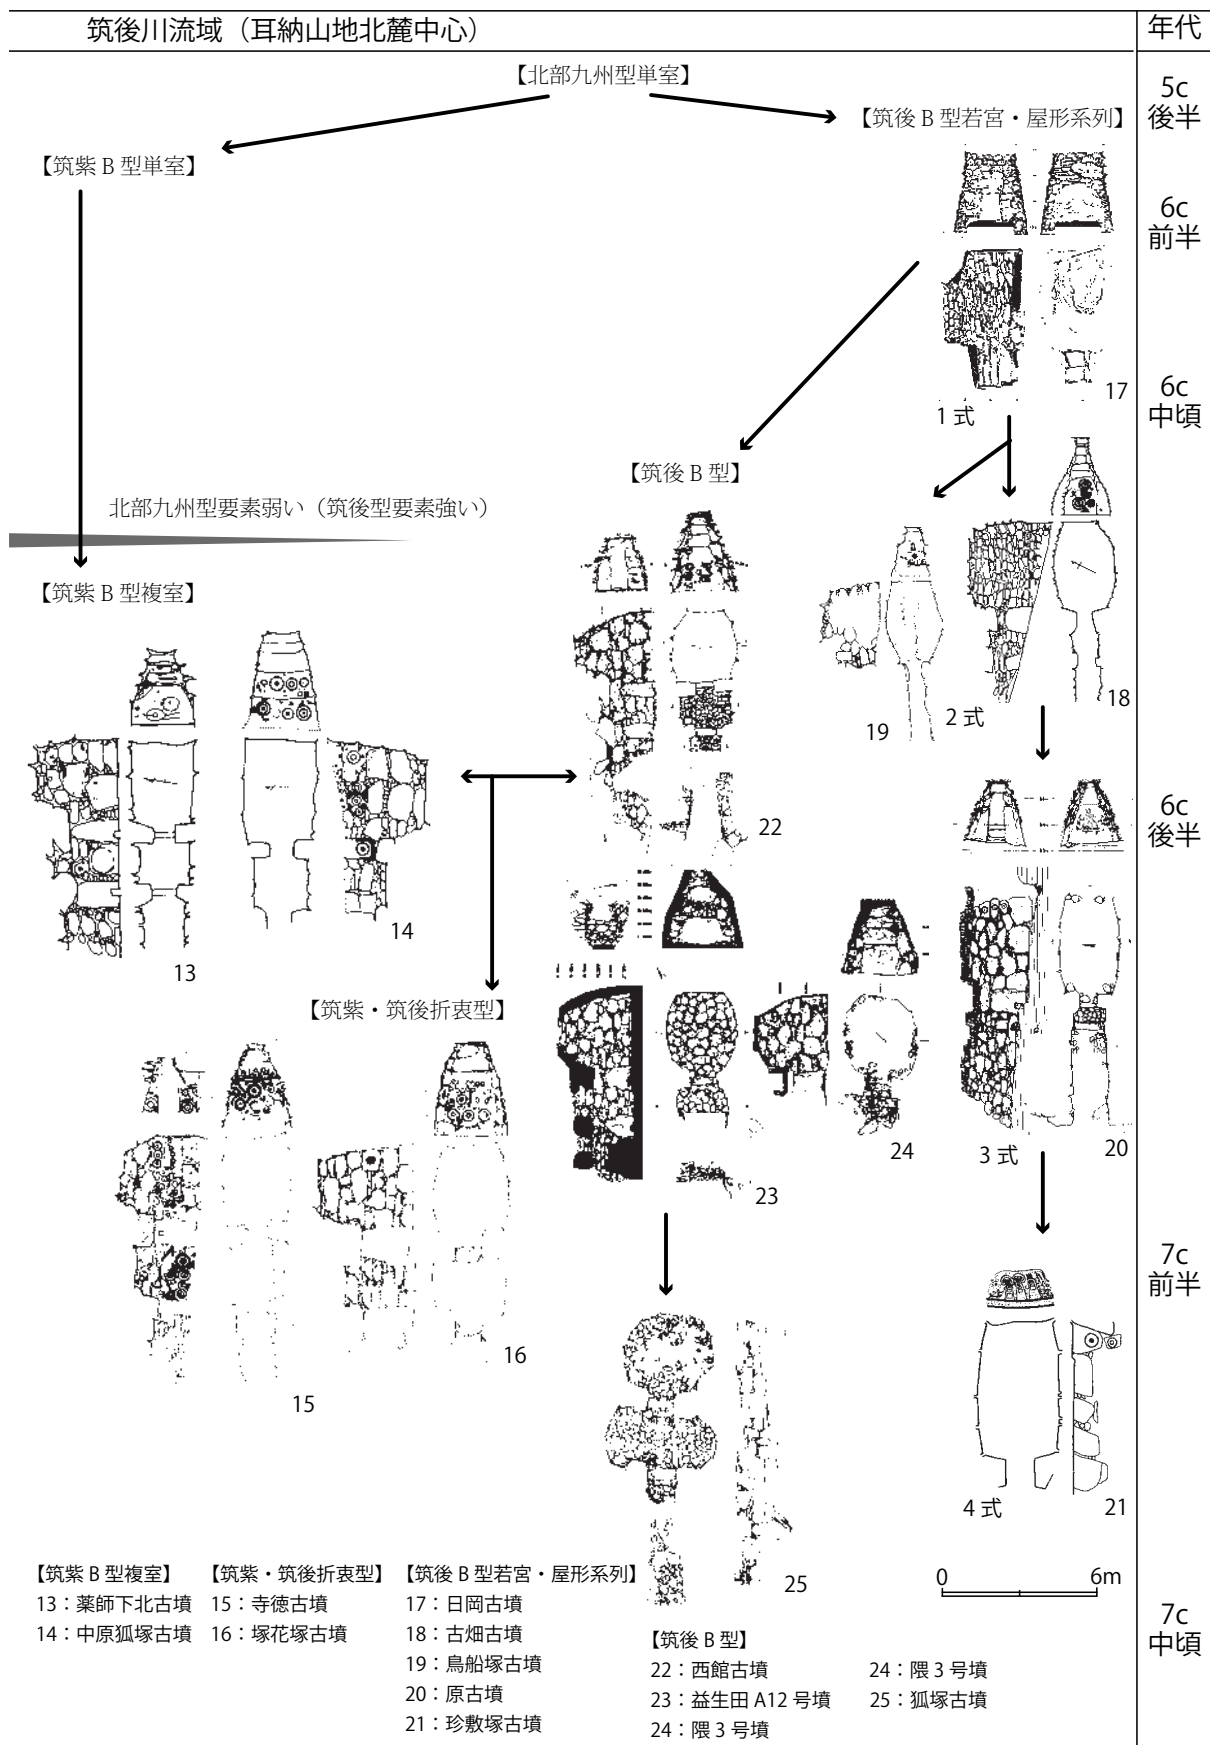 筑後川流域（耳納山地北麓中心）
年代
【北部九州型単室】
5c
後半
【筑後 B 型若宮・屋形系列】
【筑紫 B 型単室】
6c
前半
17
1 式
6c
中頃
【筑後 B 型】
北部九州型要素弱い（筑後型要素強い）
【筑紫 B 型複室】
18
19
2 式
6c
後半
22
14
13
【筑紫・筑後折衷型】
24
3 式
20
23
7c
前半
16
15
4 式
21
25
0
6m
【筑紫 B 型複室】
13：薬師下北古墳
14：中原狐塚古墳
【筑紫・筑後折衷型】
15：寺徳古墳
16：塚花塚古墳
【筑後 B 型若宮・屋形系列】
17：日岡古墳
18：古畑古墳
19：鳥船塚古墳
20：原古墳
21：珍敷塚古墳
【筑後 B 型】
22：西館古墳
23：益生田 A12 号墳
24：隈 3 号墳
24：隈 3 号墳
25：狐塚古墳
7c
中頃